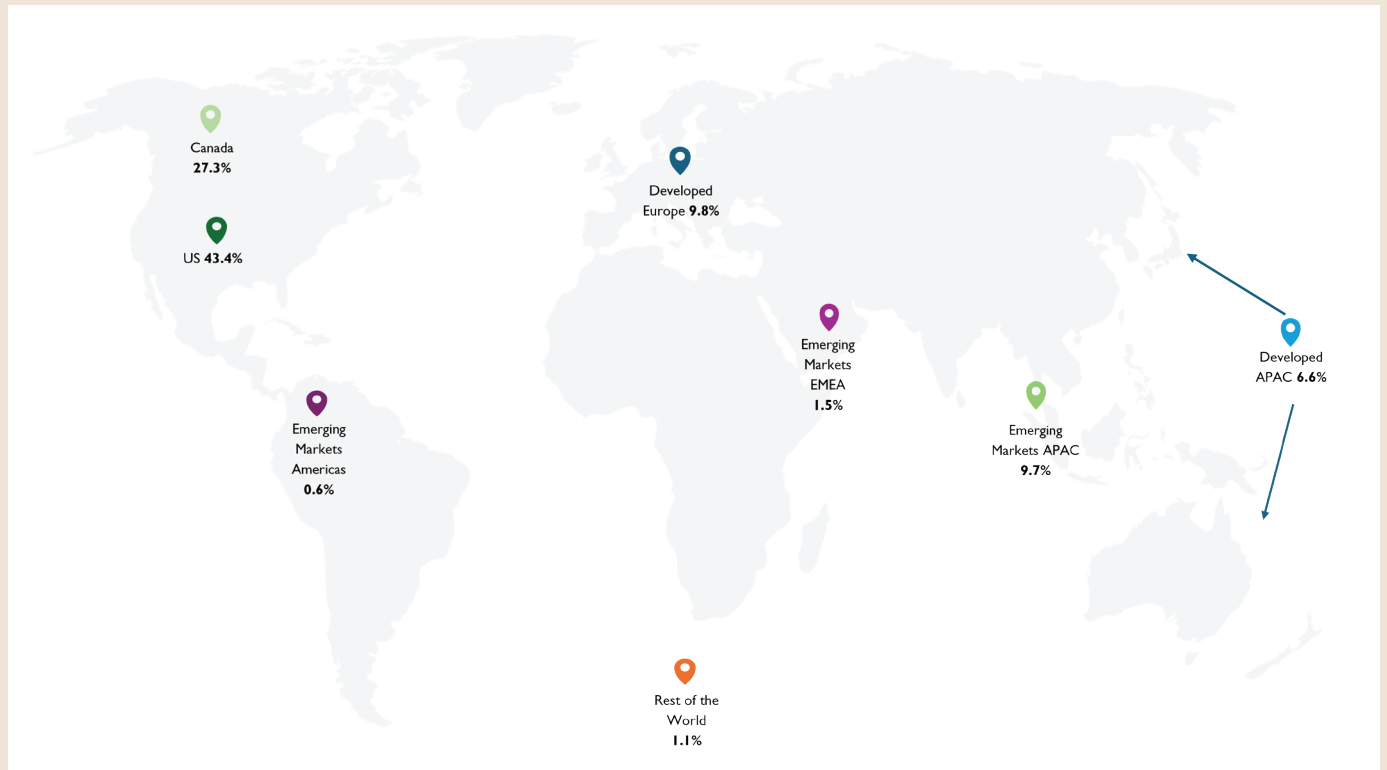 Canada
27.3%
US 43.4%
Developed
Europe 9.8%
Emerging
Markets
EMEA
1.5%
Developed
APAC 6.6%
Emerging
Markets
Americas
0.6%
Emerging
Markets APAC
9.7%
Rest of the
World
1.1%